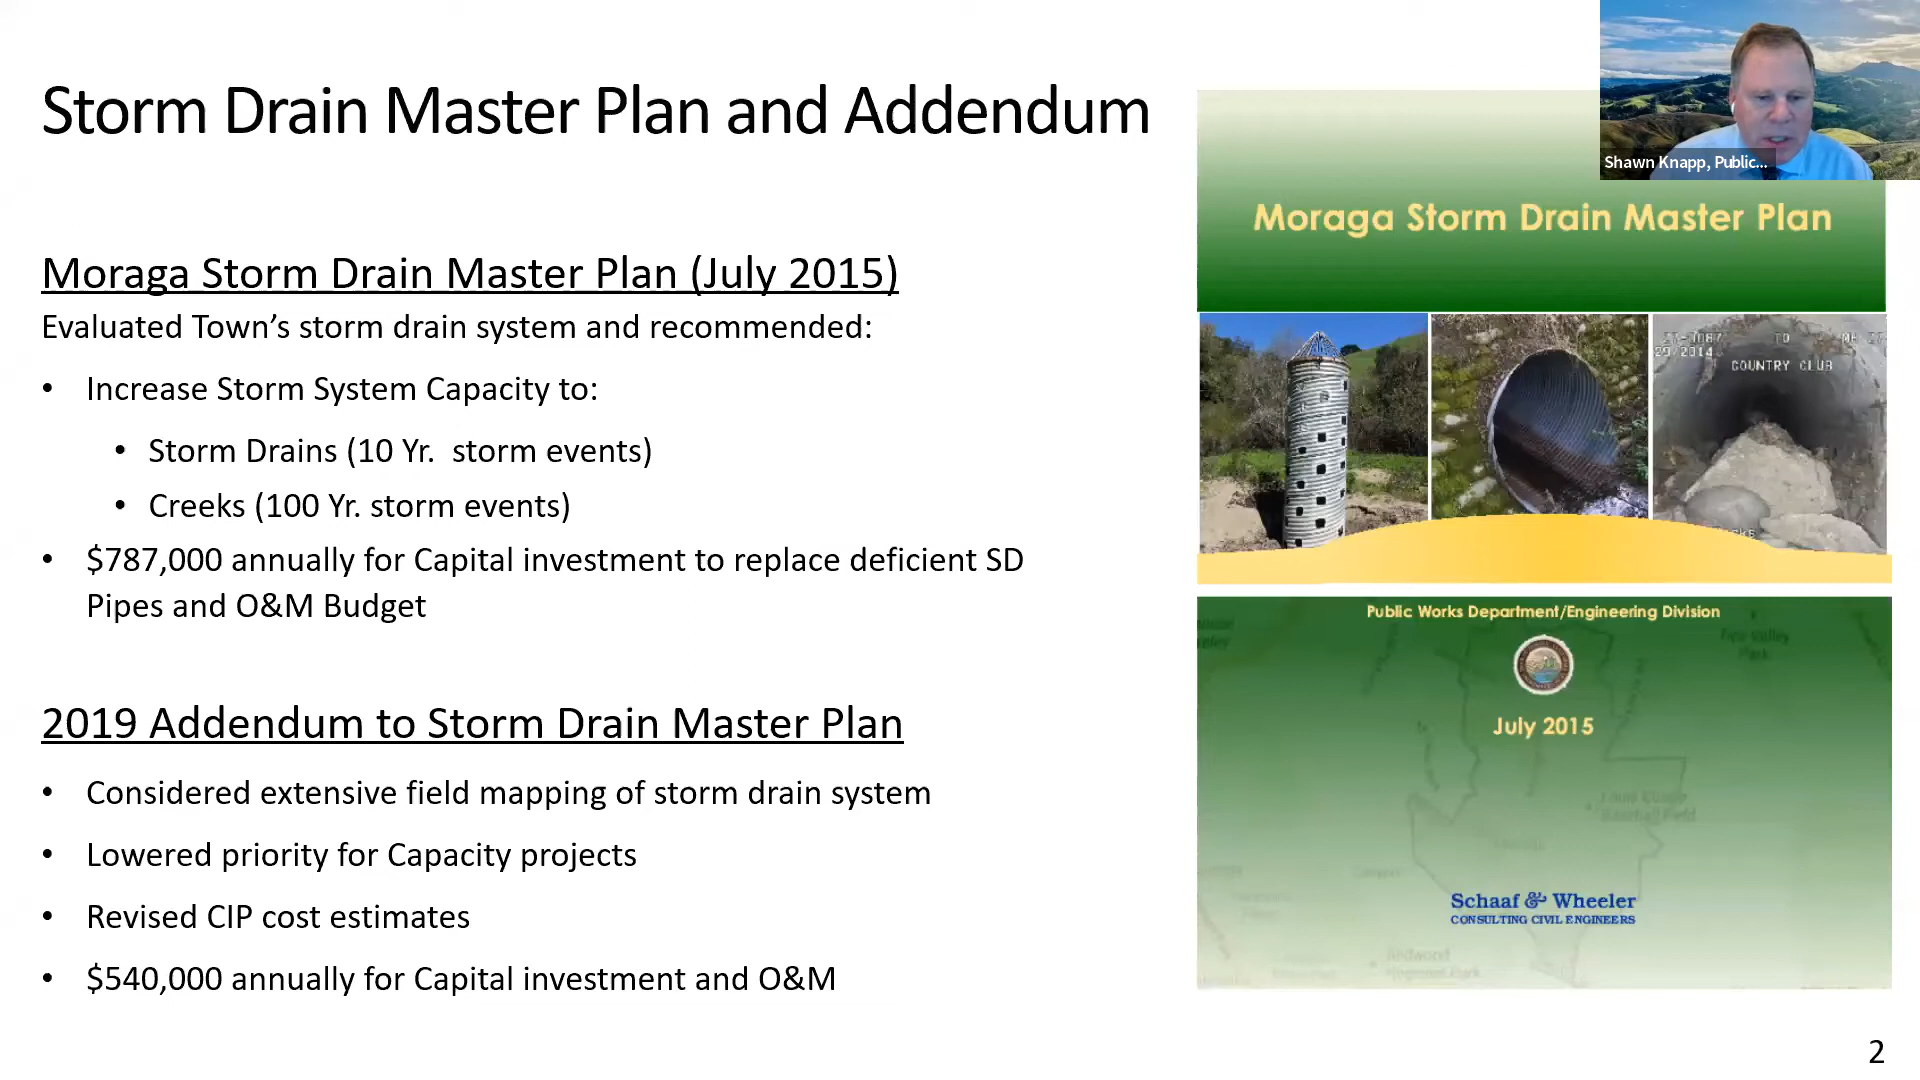 Storm Drain Master Plan and Addendum
Moraga Storm Drain Master Plan (July 2015)
Evaluated Town’s storm drain system and recommended:
• Increase Storm System Capacity to:
• Storm Drains (10 Yr.  storm events)
• Creeks (100 Yr. storm events)
• $787,000 annually for Capital investment to replace deficient SD
Pipes and O&M Budget
2019 Addendum to Storm Drain Master Plan
• Considered extensive field mapping of storm drain system
• Lowered priority for Capacity projects
• Revised CIP cost estimates
• $540,000 annually for Capital investment and O&M
Shawn Knapp, Public...
Moraga Storm Drain Master Plan
COUNTRY CLUB
Public Works Department/Engineering Division
July 2015
Schaaf & Wheeler
CONSULTING CIVIL ENGINEERS
2